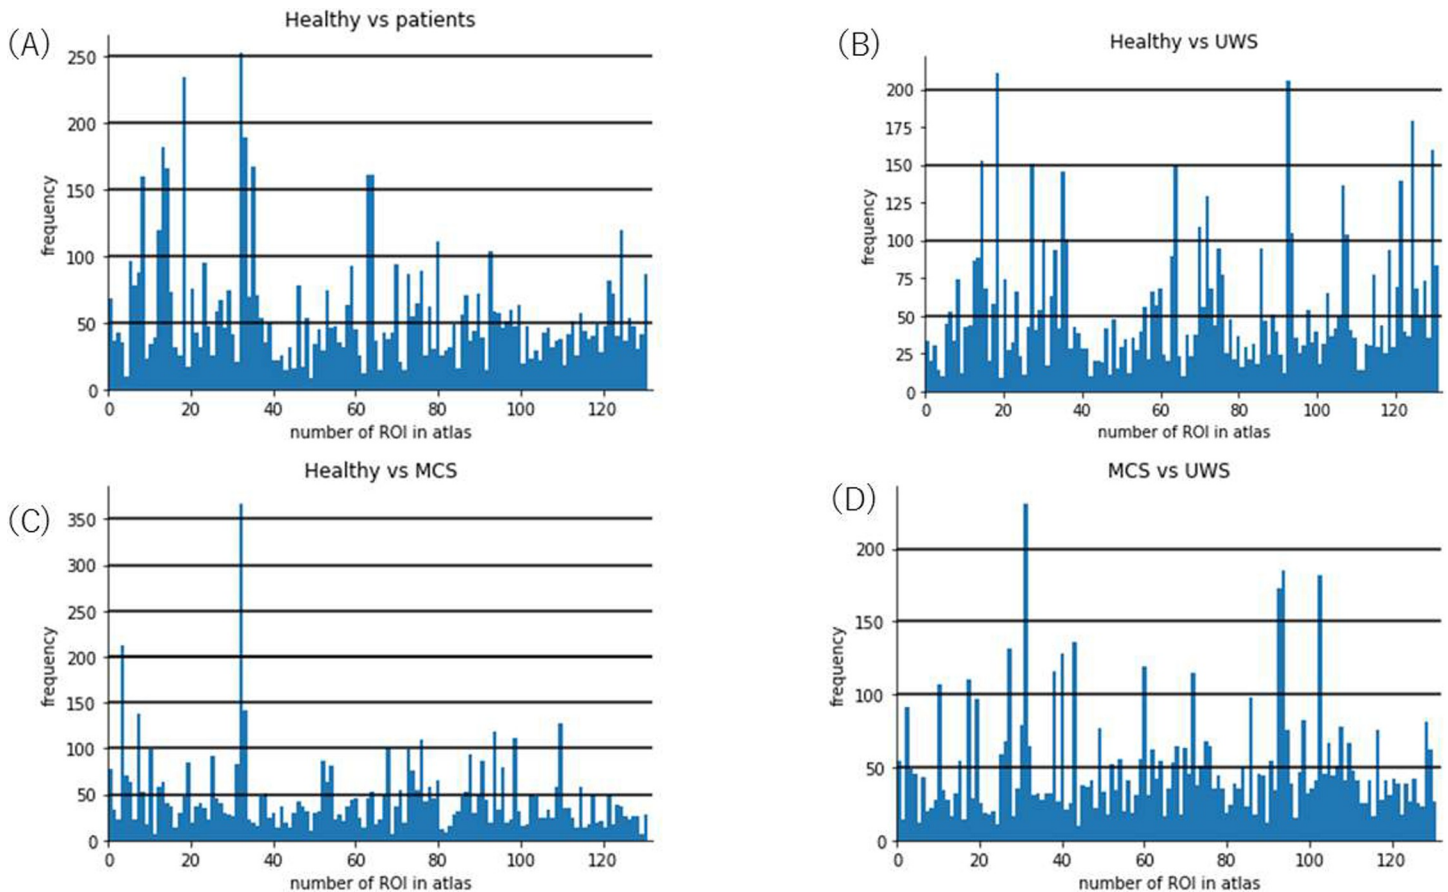 (A)
Healthy vs patients
250
200
150
100
50
0
frequency
0 20 40 60 80 100 120
number of ROI in atlas
(B)
Healthy vs UWS
200
175
150
125
100
75
50
25
0
frequency
0 20 40 60 80 100 120
number of ROI in atlas
(C)
Healthy vs MCS
350
300
250
200
150
100
50
0
frequency
0 20 40 60 80 100 120
number of ROI in atlas
(D)
MCS vs UWS
200
150
100
50
0
frequency
0 20 40 60 80 100 120
number of ROI in atlas